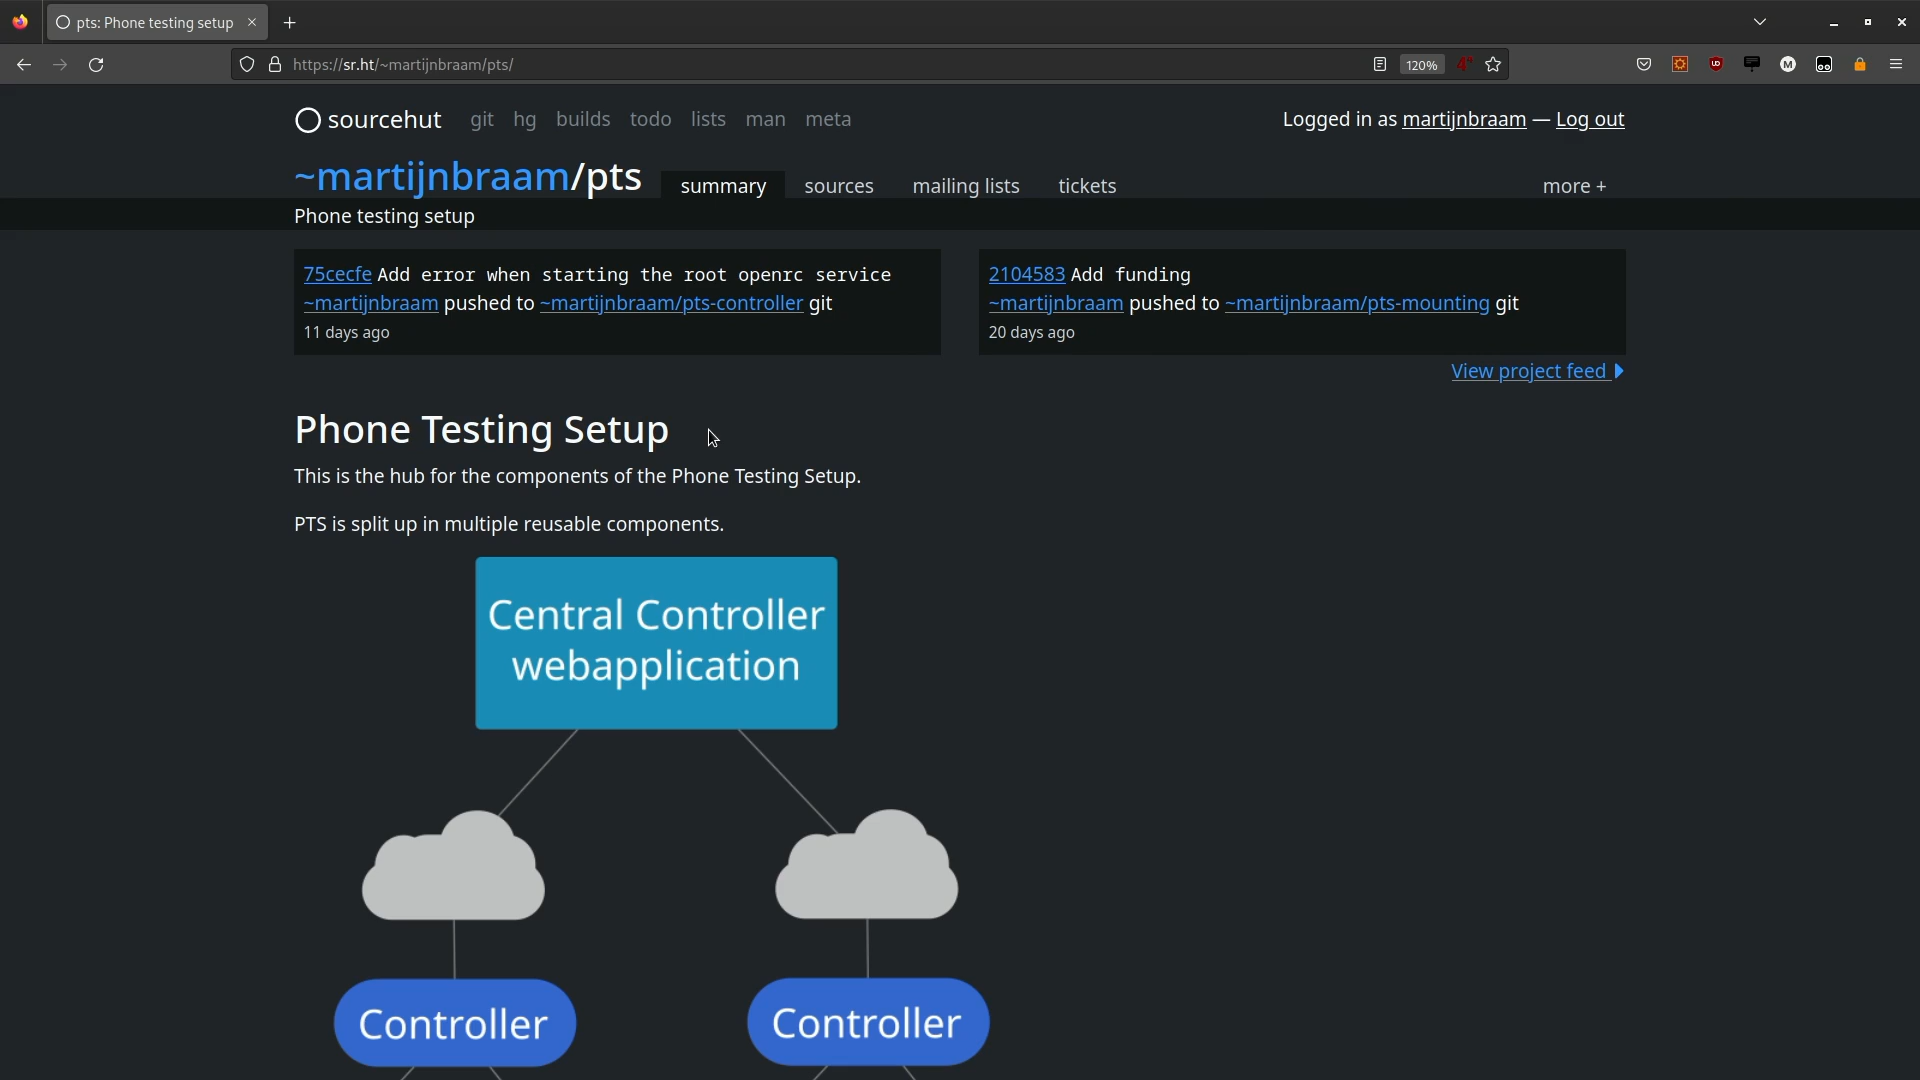 pts: Phone testing setup
https://sr.ht/~martijnbraam/pts/
120%
4°
UD
M
sourcehut git hg builds todo lists man meta
Logged in as martijnbraam — Log out
~martijnbraam/pts summary sources mailing lists tickets more +
Phone testing setup
75cecfe Add error when starting the root openrc service
~martijnbraam pushed to ~martijnbraam/pts-controller git
11 days ago
2104583 Add funding
~martijnbraam pushed to ~martijnbraam/pts-mounting git
20 days ago
View project feed
Phone Testing Setup
This is the hub for the components of the Phone Testing Setup.
PTS is split up in multiple reusable components.
Central Controller
webapplication
Controller
Controller